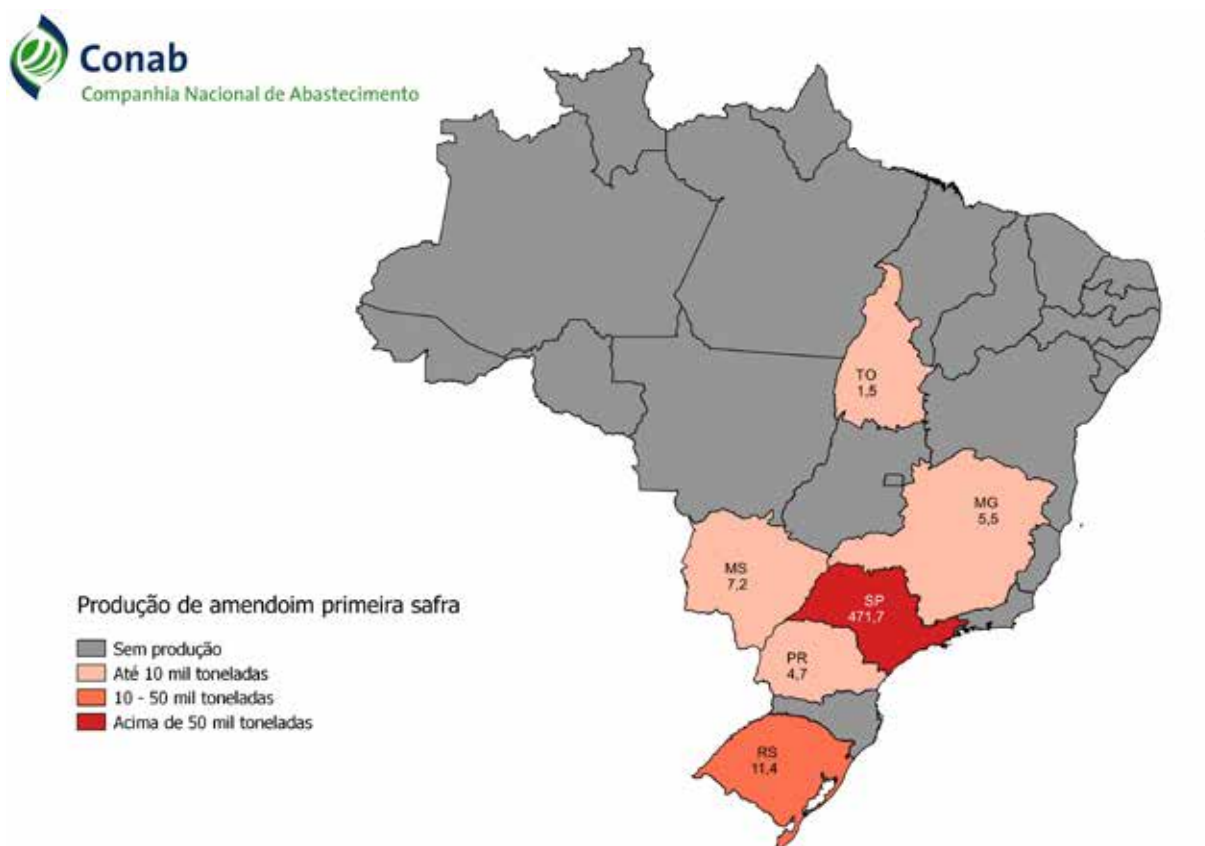 Conab
Companhia Nacional de Abastecimento
TO
1,5
MG
5,5
MS
7,2
SP
471,7
PR
4,7
RS
11,4
Produção de amendoim primeira safra
Sem produção
Até 10 mil toneladas
10 - 50 mil toneladas
Acima de 50 mil toneladas